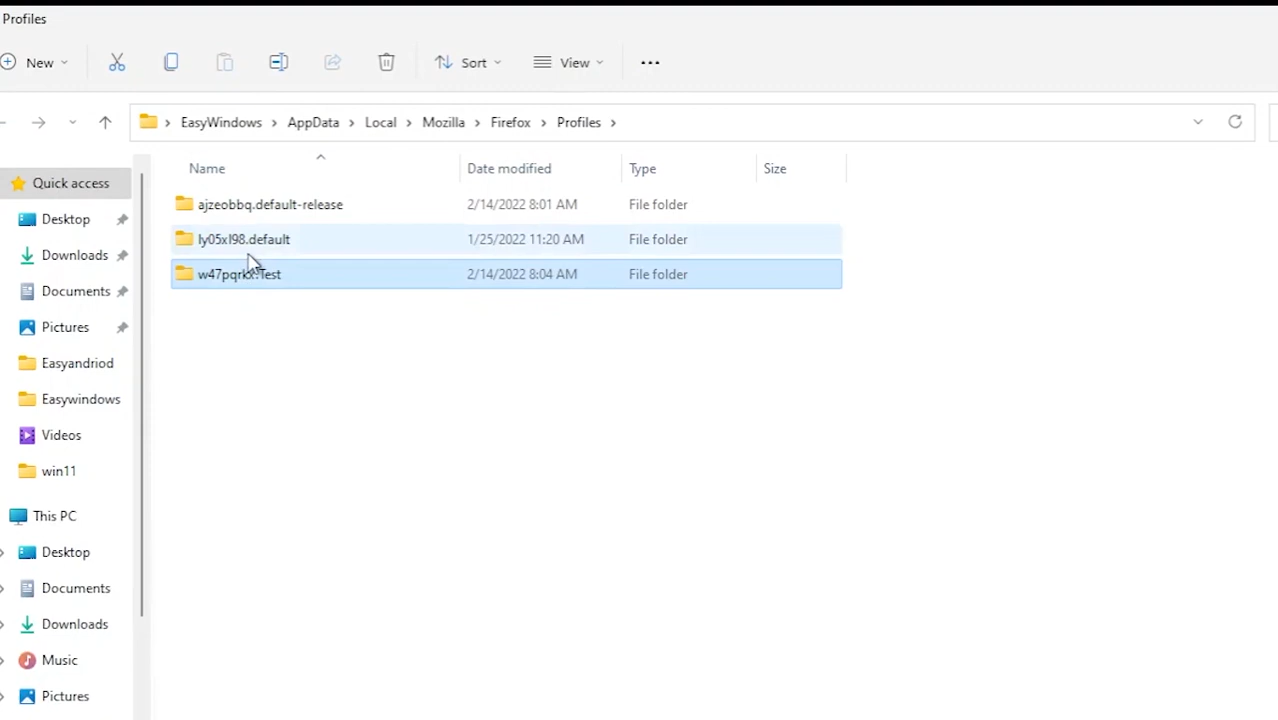 Profiles
New
Sort
View
EasyWindows > AppData > Local > Mozilla > Firefox > Profiles >
Name Date modified Type Size
Quick access
ajzeobbq.default-release 2/14/2022 8:01 AM File folder
Desktop
ly05xl98.default 1/25/2022 11:20 AM File folder
Downloads
2/14/2022 8:04 AM File folder
Documents
Pictures
Easyandriod
Easywindows
Videos
win11
This PC
Desktop
Documents
Downloads
Music
Pictures